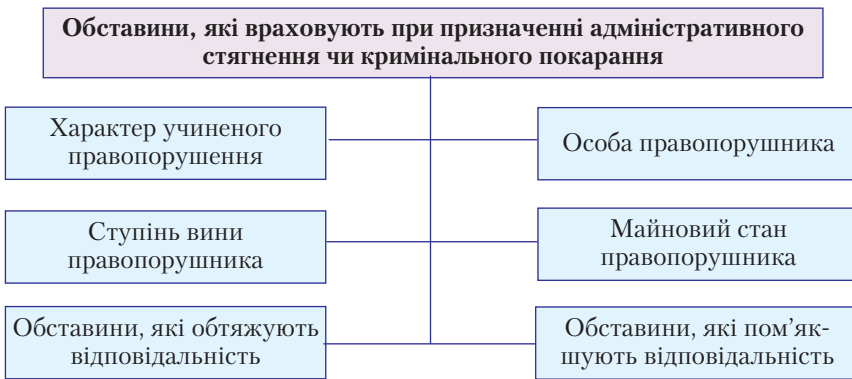 Обставини, які враховують при призначенні адміністративного
стягнення чи кримінального покарання
Характер учиненого
правопорушення
Особа правопорушника
Ступінь вини
правопорушника
Майновий стан
правопорушника
Обставини, які обтяжують
відповідальність
Обставини, які пом’як-
шують відповідальність